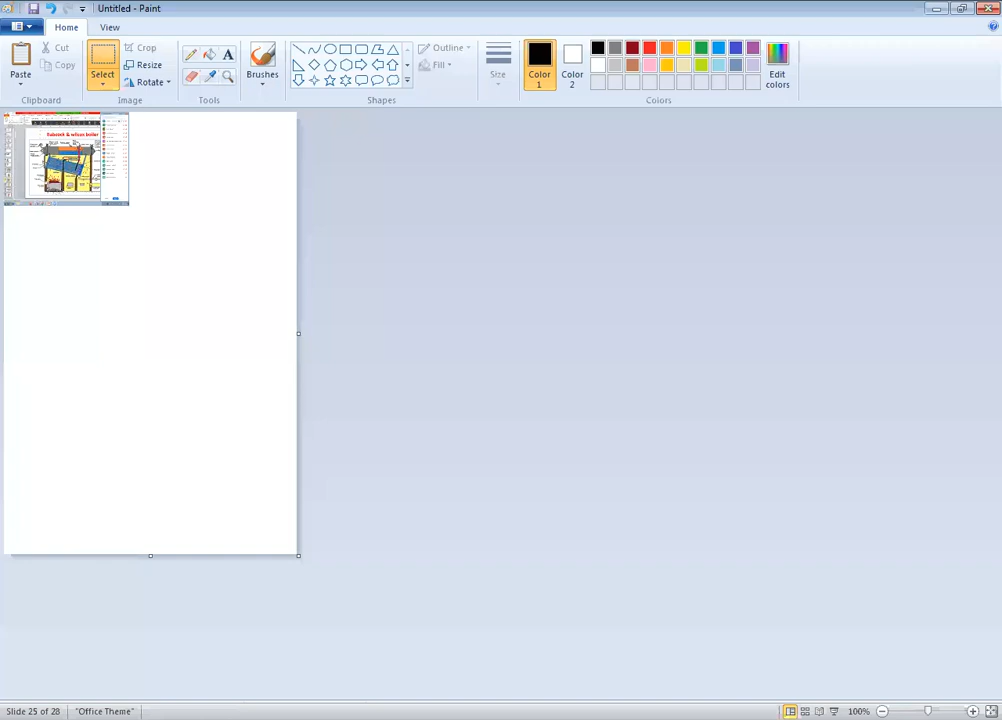 Untitled - Paint
Home
View
Paste
Cut
Copy
Clipboard
Select
Crop
Resize
Rotate
Image
Tools
Brushes
Outline
Fill
Shapes
Size
Color 1
Color 2
Edit colors
Colors
Babcock & wilcox boiler
Slide 25 of 28
"Office Theme"
100%